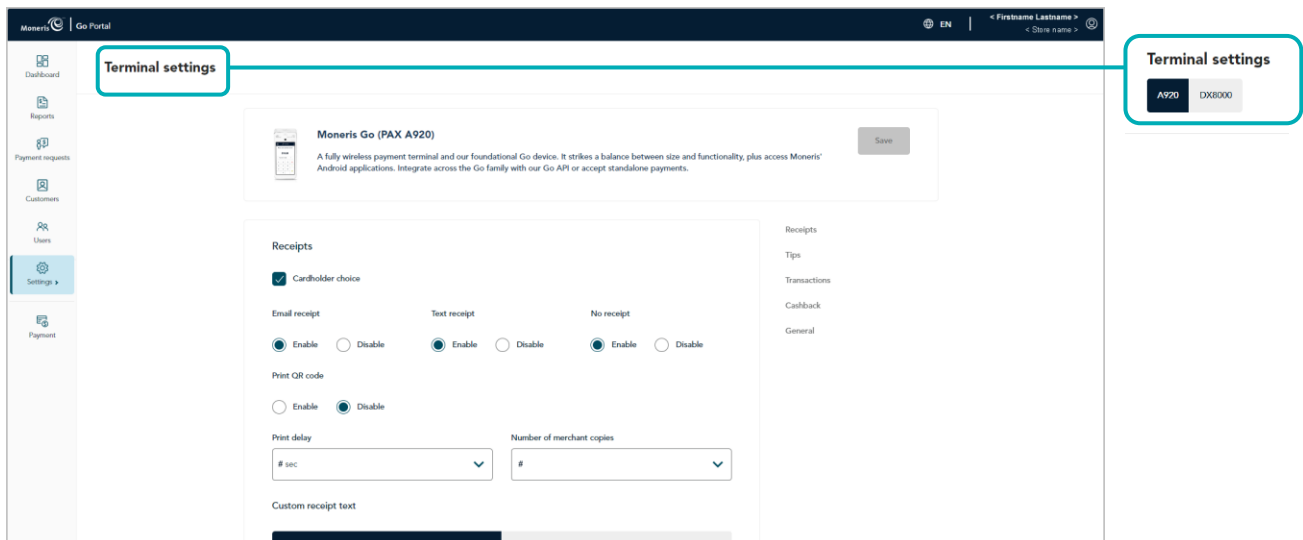 Moneris Go Portal
EN
< Firstname Lastname >
< Store name >
Dashboard
Reports
Payment requests
Customers
Users
Settings
Payment
Terminal settings
Terminal settings
A920 DX8000
Moneris Go (PAX A920)
A fully wireless payment terminal and our foundational Go device. It strikes a balance between size and functionality, plus access Moneris'
Android applications. Integrate across the Go family with our Go API or accept standalone payments.
Save
Receipts
Cardholder choice
Email receipt Text receipt No receipt
Enable Disable Enable Disable Enable Disable
Print QR code
Enable Disable
Print delay Number of merchant copies
# sec #
Custom receipt text
Receipts
Tips
Transactions
Cashback
General